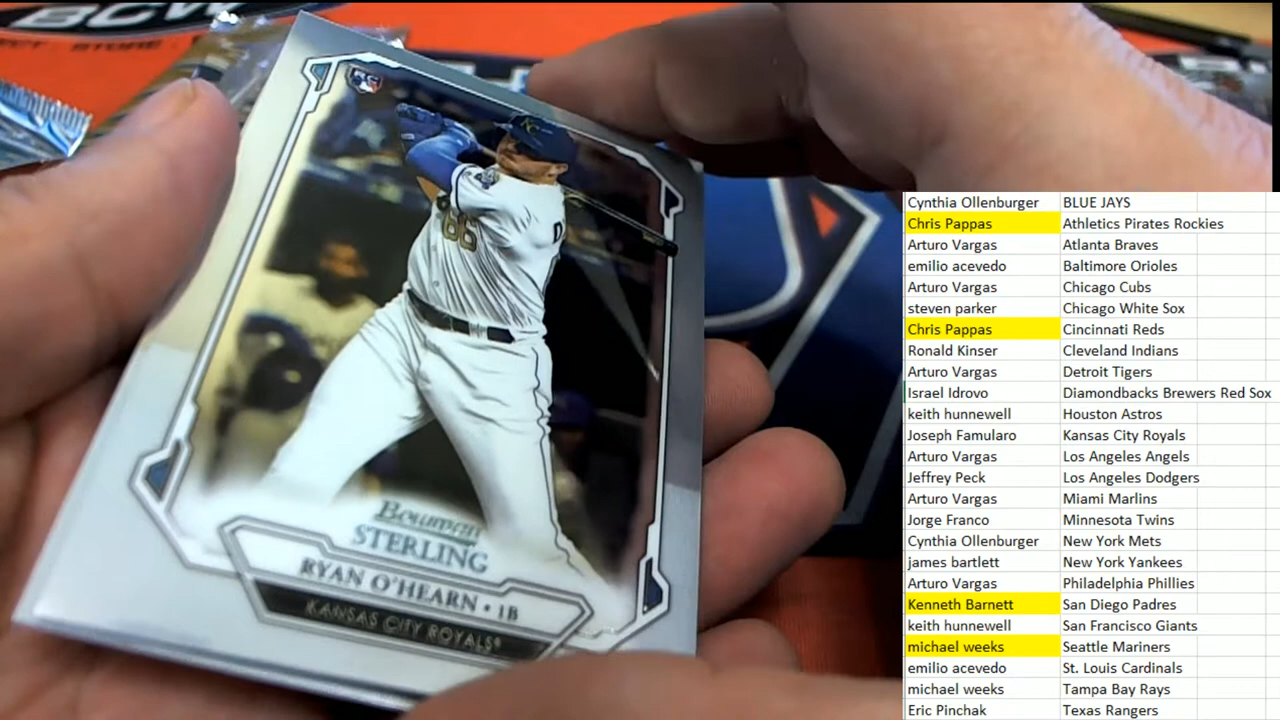 BCW
STORE
KC
66
Bowman
STERLING
RYAN O'HEARN • 1B
KANSAS CITY ROYALS®
Cynthia Ollenburger BLUE JAYS
Chris Pappas Athletics Pirates Rockies
Arturo Vargas Atlanta Braves
emilio acevedo Baltimore Orioles
Arturo Vargas Chicago Cubs
steven parker Chicago White Sox
Chris Pappas Cincinnati Reds
Ronald Kinser Cleveland Indians
Arturo Vargas Detroit Tigers
Israel Idrovo Diamondbacks Brewers Red Sox
keith hunnewell Houston Astros
Joseph Famularo Kansas City Royals
Arturo Vargas Los Angeles Angels
Jeffrey Peck Los Angeles Dodgers
Arturo Vargas Miami Marlins
Jorge Franco Minnesota Twins
Cynthia Ollenburger New York Mets
james bartlett New York Yankees
Arturo Vargas Philadelphia Phillies
Kenneth Barnett San Diego Padres
keith hunnewell San Francisco Giants
michael weeks Seattle Mariners
emilio acevedo St. Louis Cardinals
michael weeks Tampa Bay Rays
Eric Pinchak Texas Rangers